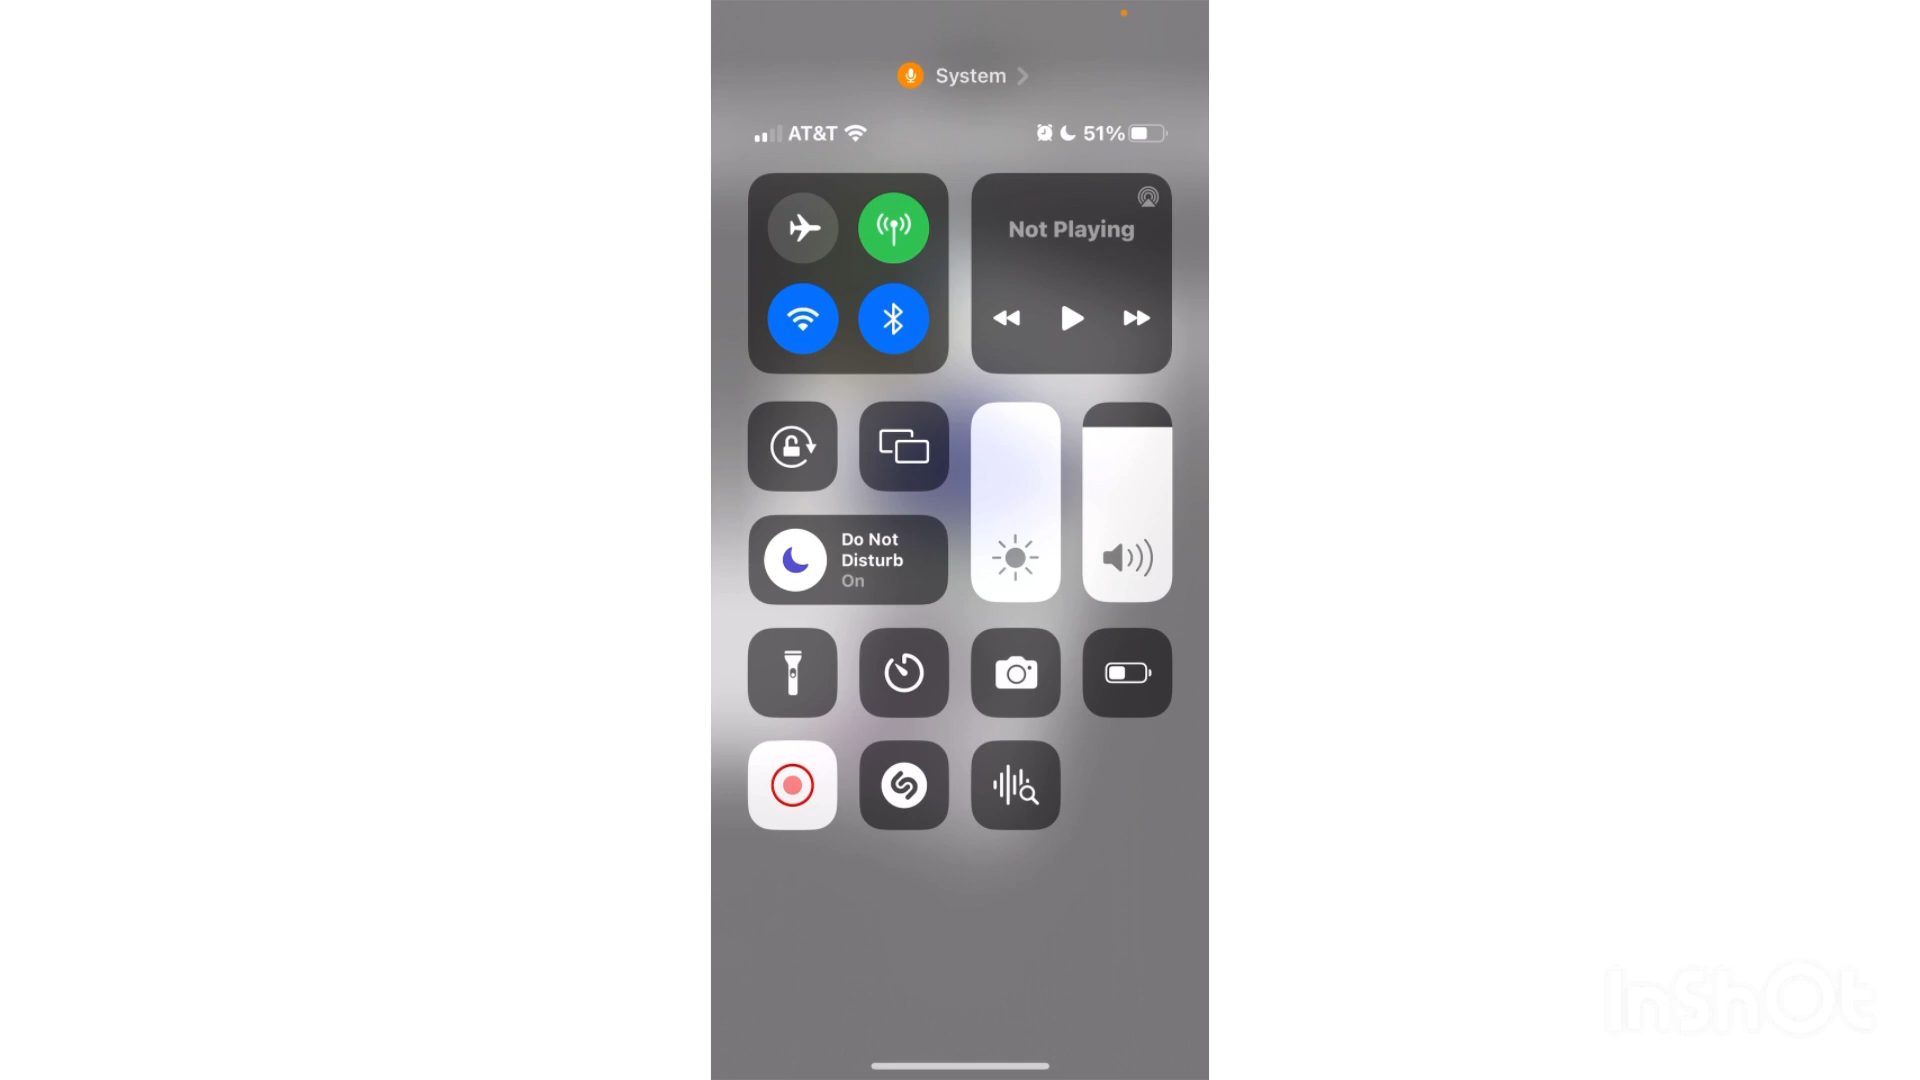 System
AT&T 51%
Not Playing
Do Not
Disturb
On
InShOt